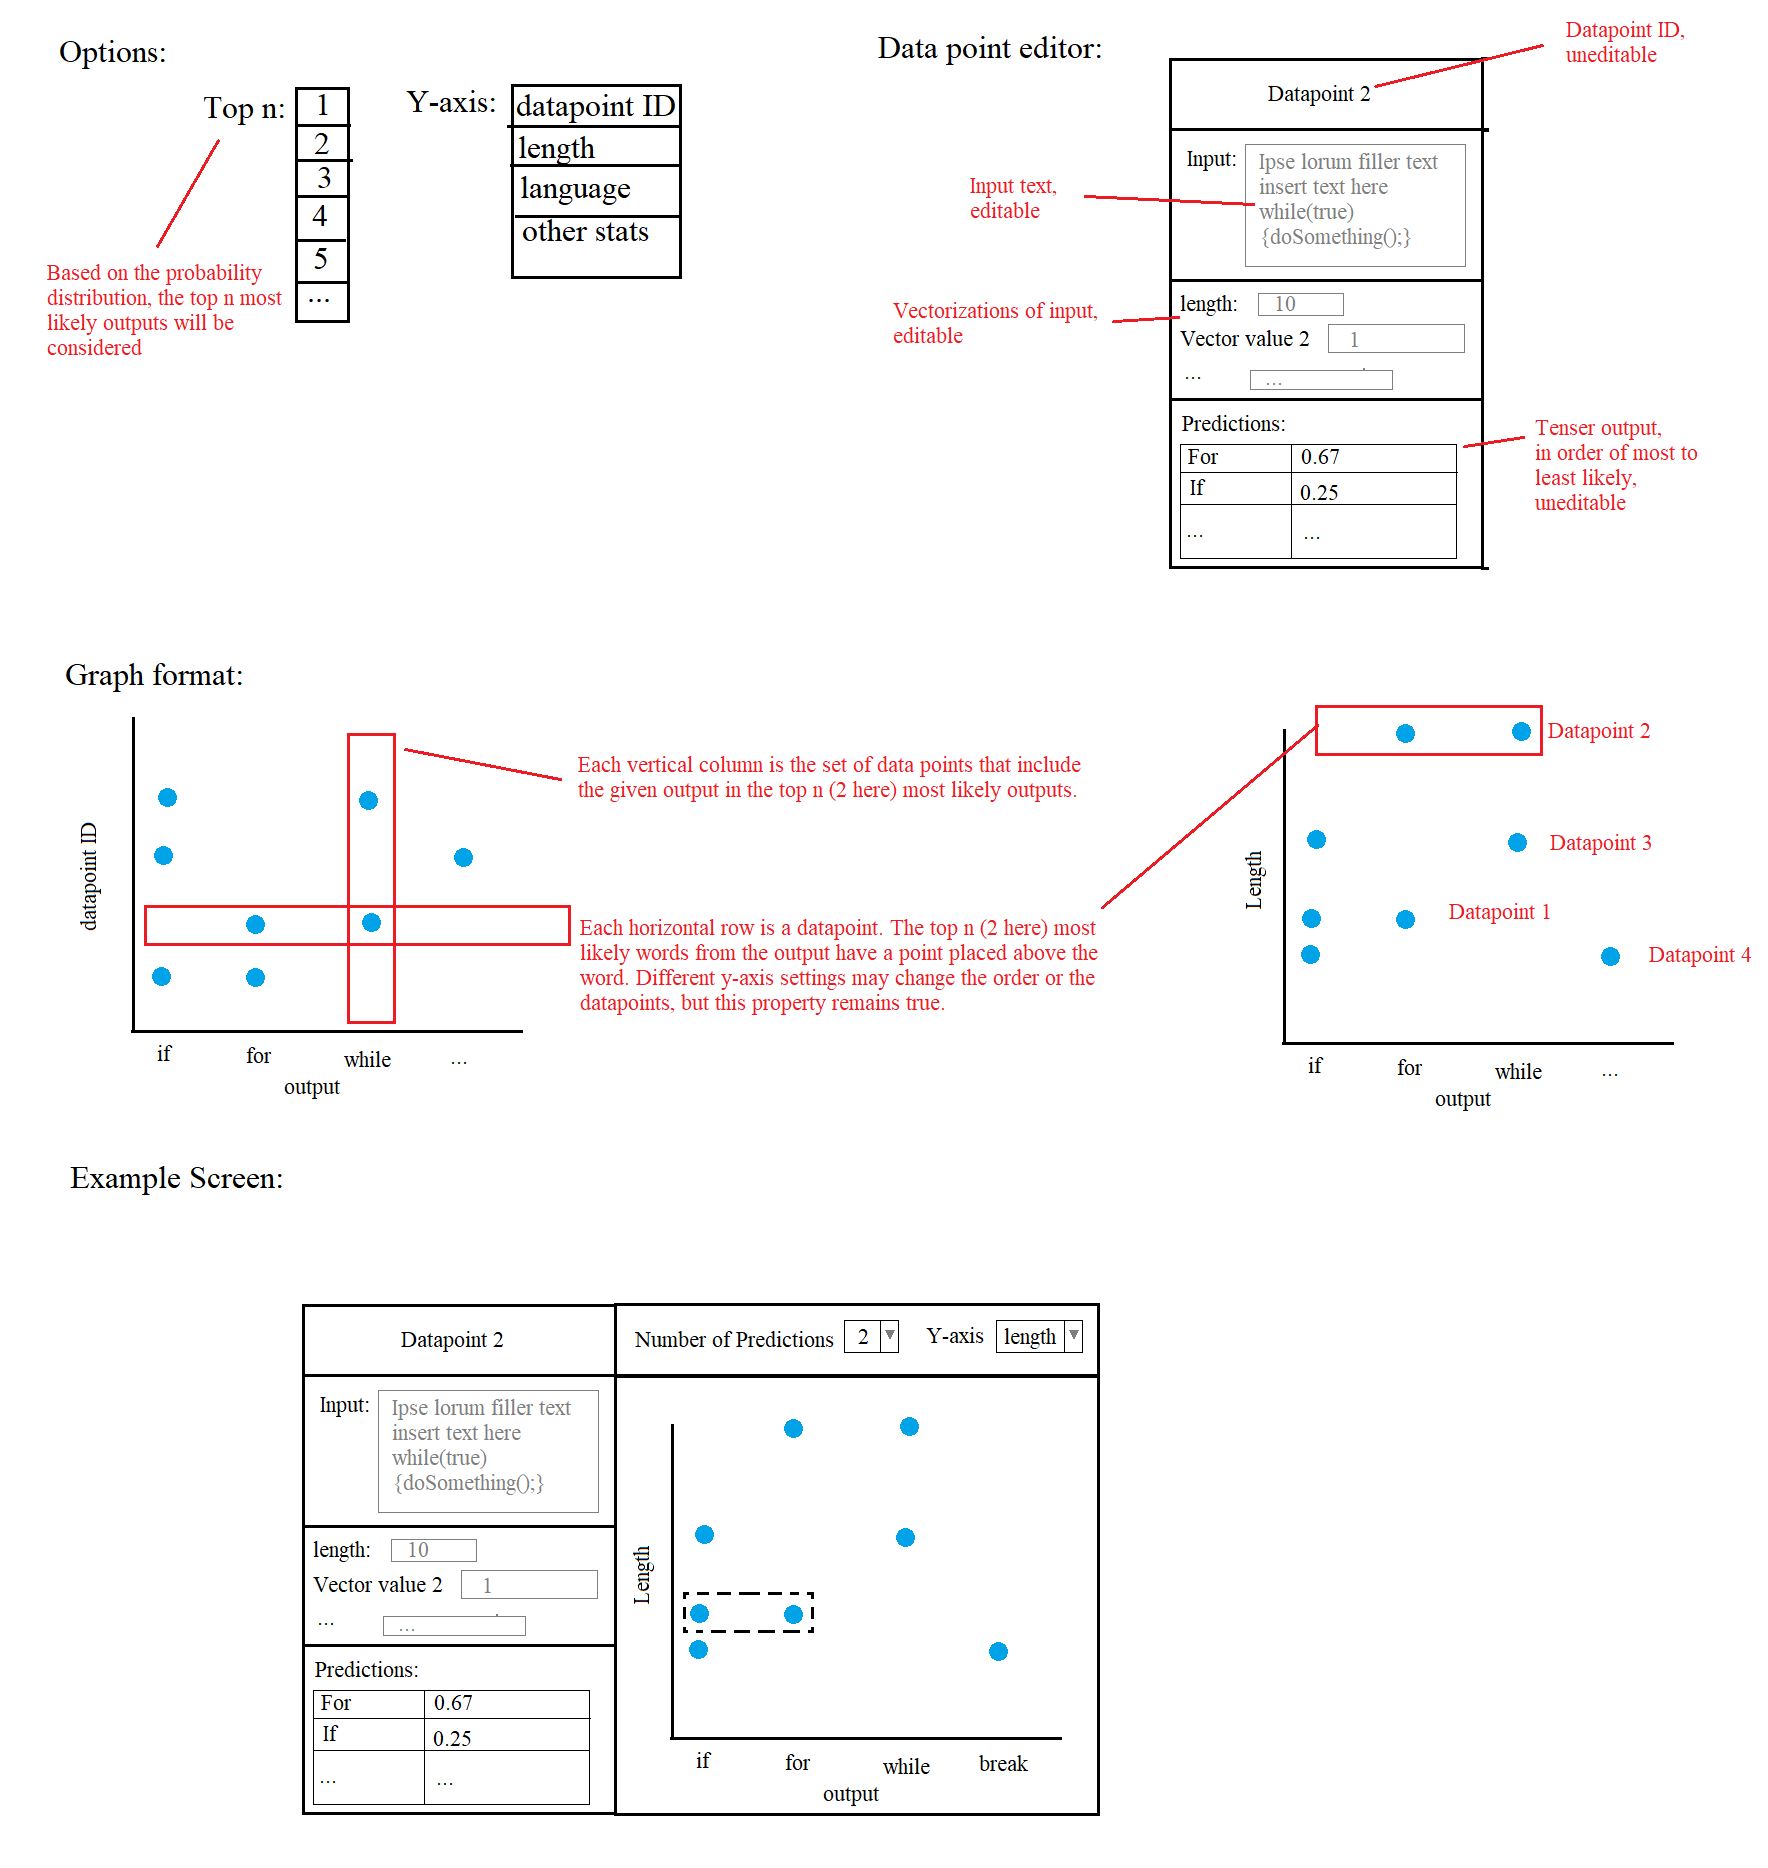 Options:
Top n:
1
2
3
4
5
...
Y-axis:
datapoint ID
length
language
other stats
Based on the probability
distribution, the top n most
likely outputs will be
considered
Data point editor:
Datapoint ID,
uneditable
Datapoint 2
Input:
Ipse lorum filler text
insert text here
while(true)
{doSomething();}
Input text,
editable
length:
10
Vector value 2
1
...
...
Vectorizations of input,
editable
Predictions:
For 0.67
If 0.25
... ...
Tenser output,
in order of most to
least likely,
uneditable
Graph format:
datapoint ID
if for while ...
output
Each vertical column is the set of data points that include
the given output in the top n (2 here) most likely outputs.
Each horizontal row is a datapoint. The top n (2 here) most
likely words from the output have a point placed above the
word. Different y-axis settings may change the order or the
datapoints, but this property remains true.
Length
Datapoint 2
Datapoint 3
Datapoint 1
Datapoint 4
if for while ...
output
Example Screen:
Datapoint 2
Input:
Ipse lorum filler text
insert text here
while(true)
{doSomething();}
length:
10
Vector value 2
1
...
...
Predictions:
For 0.67
If 0.25
... ...
Number of Predictions 2 Y-axis length
Length
if for while break
output